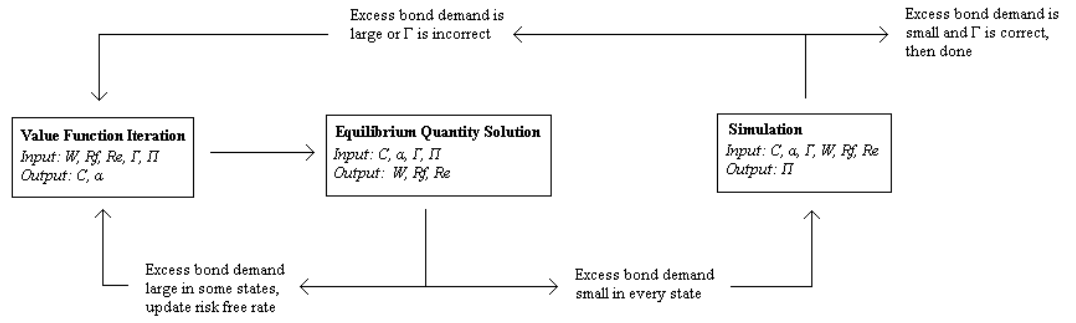 Excess bond demand is
large or Γ is incorrect
Excess bond demand is
small and Γ is correct,
then done
Value Function Iteration
Input: W, Rf, Re, Γ, Π
Output: C, α
Equilibrium Quantity Solution
Input: C, α, Γ, Π
Output: W, Rf, Re
Simulation
Input: C, α, Γ, W, Rf, Re
Output: Π
Excess bond demand
large in some states,
update risk free rate
Excess bond demand
small in every state